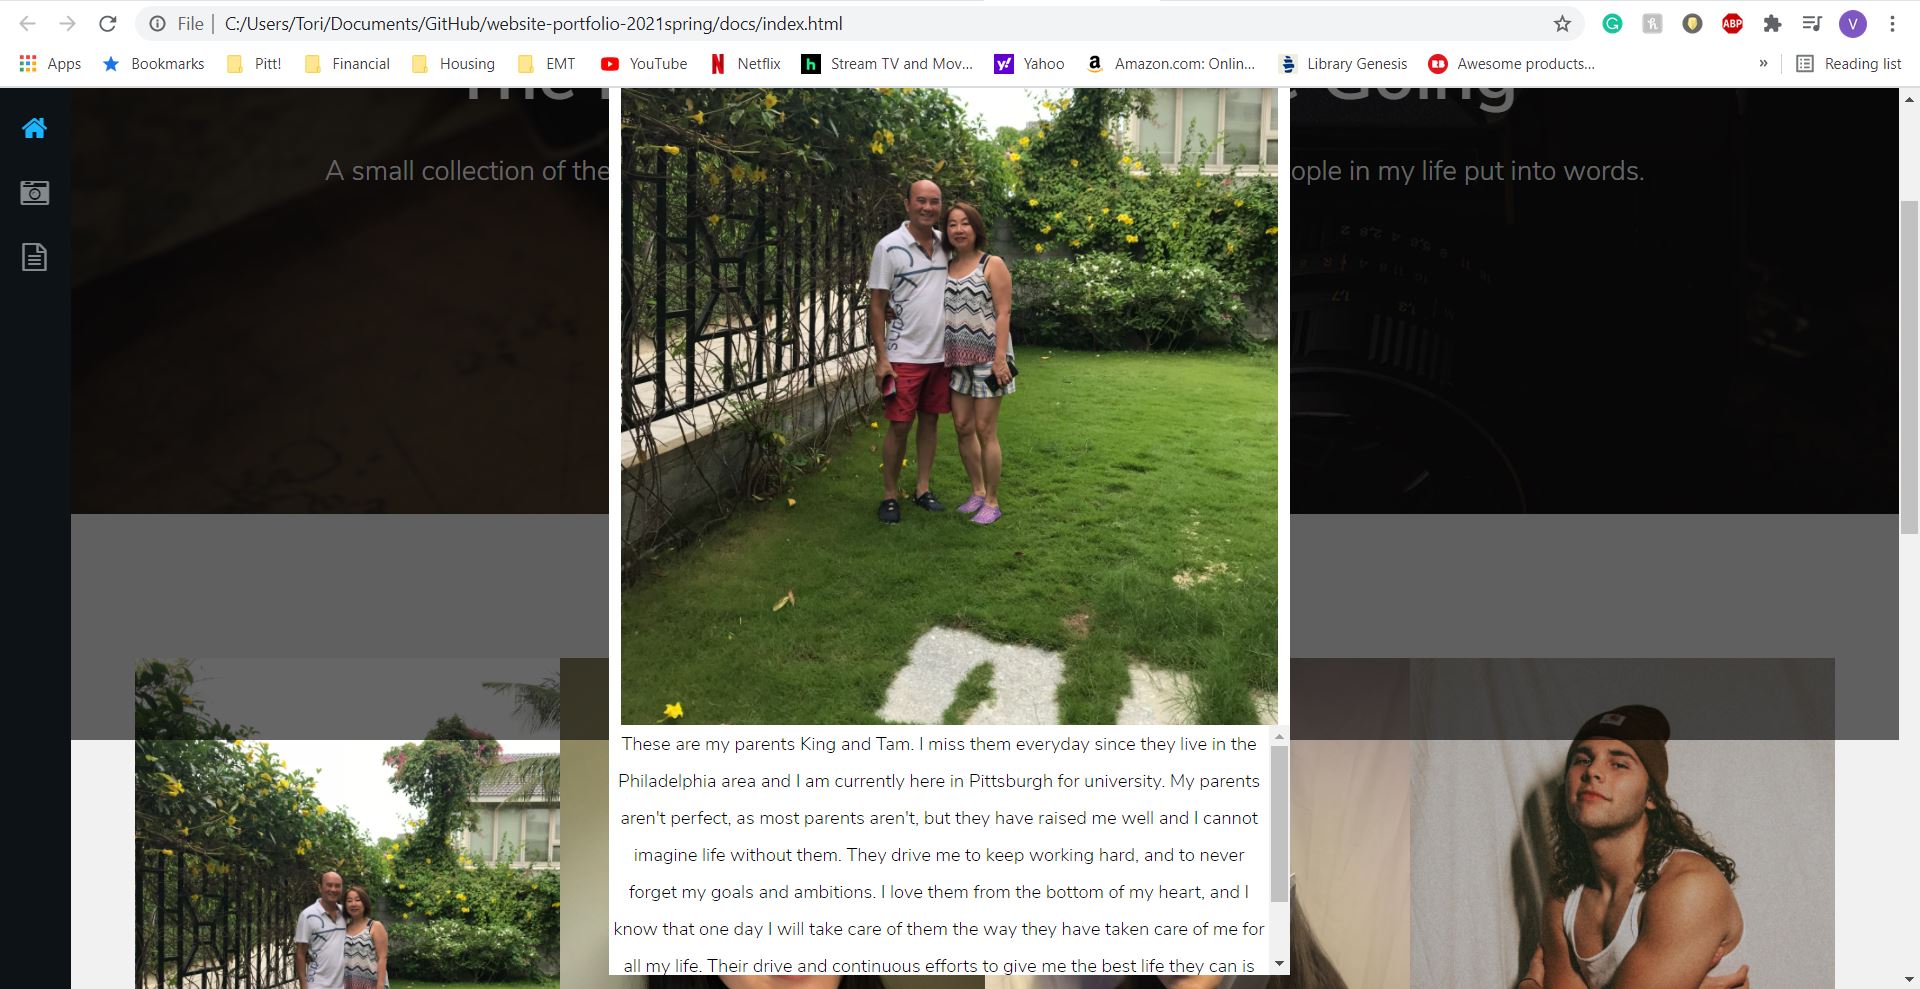 File
C:/Users/Tori/Documents/GitHub/website-portfolio-2021spring/docs/index.html
ABP
V
Apps
Bookmarks
Pitt!
Financial
Housing
EMT
YouTube
Netflix
Stream TV and Mov...
Yahoo
Amazon.com: Onlin...
Library Genesis
Awesome products...
»
Reading list
The
Going
A small collection of the
ople in my life put into words.
These are my parents King and Tam. I miss them everyday since they live in the
Philadelphia area and I am currently here in Pittsburgh for university. My parents
aren't perfect, as most parents aren't, but they have raised me well and I cannot
imagine life without them. They drive me to keep working hard, and to never
forget my goals and ambitions. I love them from the bottom of my heart, and I
know that one day I will take care of them the way they have taken care of me for
all my life. Their drive and continuous efforts to give me the best life they can is